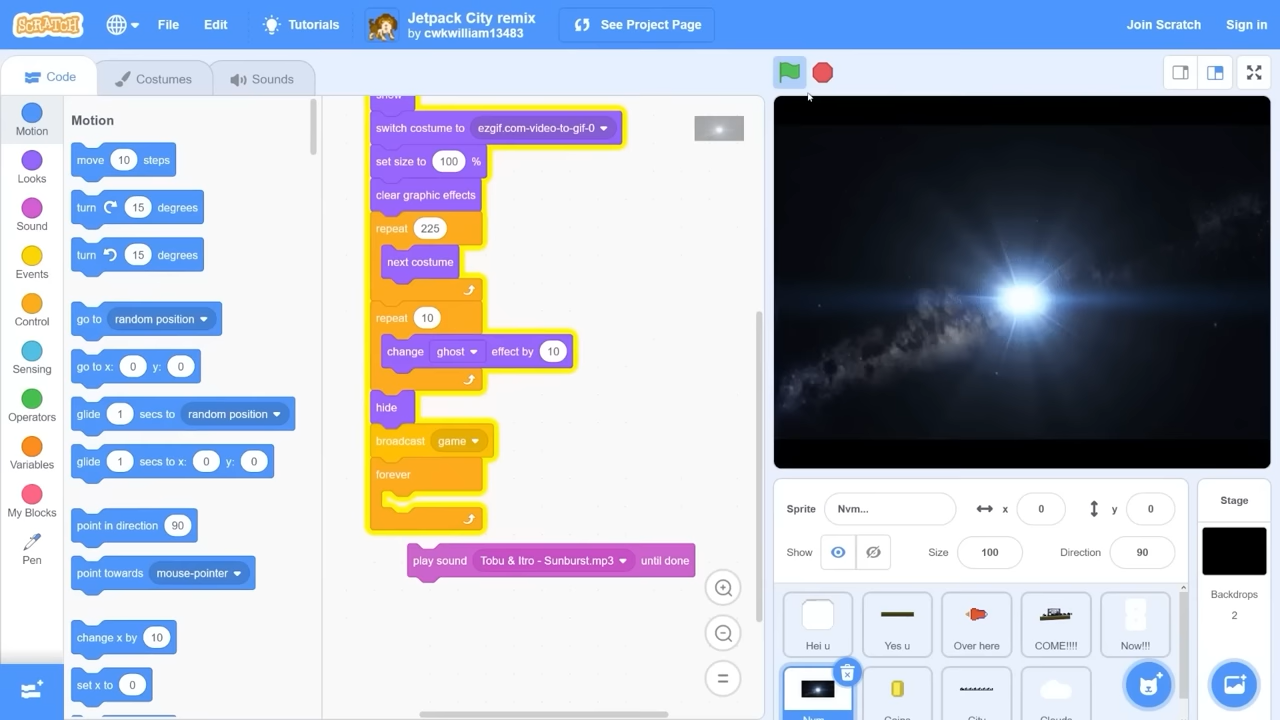 SCRATCH
File
Edit
Tutorials
Jetpack City remix
by cwkwilliam13483
See Project Page
Join Scratch
Sign in
Code
Costumes
Sounds
Motion
Looks
Sound
Events
Control
Sensing
Operators
Variables
My Blocks
Pen
Motion
move 10 steps
turn 15 degrees
turn 15 degrees
go to random position
go to x: 0 y: 0
glide 1 secs to random position
glide 1 secs to x: 0 y: 0
point in direction 90
point towards mouse-pointer
change x by 10
set x to 0
show
switch costume to ezgif.com-video-to-gif-0
set size to 100 %
clear graphic effects
repeat 225
next costume
repeat 10
change ghost effect by 10
hide
broadcast game
forever
play sound Tobu & Itro - Sunburst.mp3 until done
Sprite Nvm... x 0 y 0
Show Size 100 Direction 90
Hei u
Yes u
Over here
COME!!!!
Now!!!
Nvm...
Coins
City
Clouds
Stage
Backdrops
2